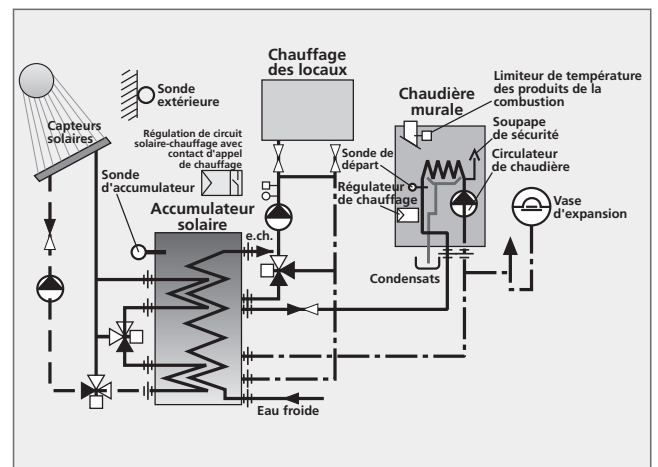 Chauffage
des locaux
Limiteur de température
des produits de la
combustion
Chaudière
murale
Sonde
extérieure
Soupape
de sécurité
Capteurs
solaires
Régulation de circuit
solaire-chauffage avec
contact d'appel
de chauffage
Sonde de
départ
Circulateur
de chaudière
Sonde
d'accumulateur
Régulateur
de chauffage
Vase
d'expansion
Accumulateur
solaire
e.ch.
Condensats
Eau froide